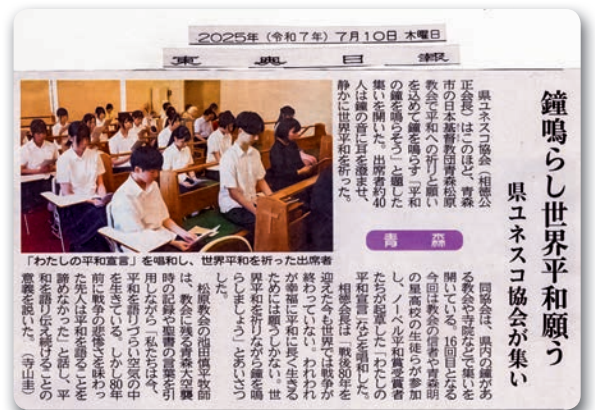 2025年（令和7年）7月10日 木曜日
東奥日報
鐘鳴らし世界平和願う
県ユネスコ協会が集い
県ユネスコ協会（相徳公
正会長）はこのほど、青森
市の日本基督教団青森松原
教会で平和への祈りと願い
を込めて鐘を鳴らす「平和
の鐘を鳴らそう」と題した
集いを開いた。出席者約40
人は鐘の音に耳を澄ませ、
静かに世界平和を祈った。
「わたしの平和宣言」を唱和し、世界平和を祈った出席者
青森
同協会は、県内の鐘があ
る教会や寺院などで集いを
開いている。16回目となる
今回は教会の信者や青森明
の星高校の生徒らが参加
し、ノーベル平和賞受賞者
たちが起草した「わたしの
平和宣言」などを唱和した。
相徳会長は「戦後80年を
迎えた今も世界では戦争が
終わっていない。われわれ
が幸福に平和に長く生きる
ためには願うしかない。世
界平和を祈りながら鐘を鳴
らしましょう」とあいさつ
した。
松原教会の池田慎平牧師
は、教会に残る青森大空襲
時の記録や聖書の言葉を引
用しながら「私たちは今、
平和を語りづらい空気の中
を生きている。しかし80年
前に戦争の悲惨さを味わっ
た先人は平和を語ることを
諦めなかった」と話し、平
和を語り伝え続けることの
意義を説いた。（寺山圭）